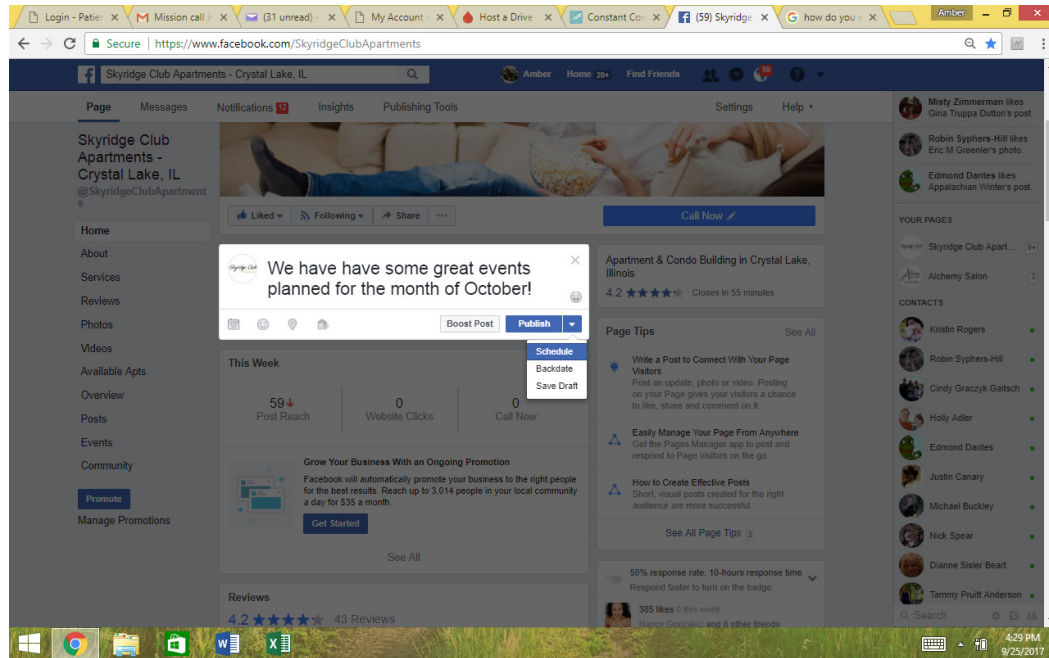 Login - Patier
Mission call in
(31 unread) -
My Account -
Host a Drive
Constant Con
(59) Skyridge
how do you s
Amber
Secure | https://www.facebook.com/SkyridgeClubApartments
Skyridge Club Apartments - Crystal Lake, IL
Amber
Home 20+
Find Friends
Page
Messages
Notifications 12
Insights
Publishing Tools
Settings
Help
Skyridge Club
Apartments -
Crystal Lake, IL
@SkyridgeClubApartment
s
Home
About
Services
Reviews
Photos
Videos
Available Apts
Overview
Posts
Events
Community
Promote
Manage Promotions
Liked
Following
Share
Call Now
Skyridge Club
We have have some great events
planned for the month of October!
Boost Post
Publish
Schedule
Backdate
Save Draft
This Week
59
Post Reach
0
Website Clicks
0
Call Now
Grow Your Business With an Ongoing Promotion
Facebook will automatically promote your business to the right people
for the best results. Reach up to 3,014 people in your local community
a day for $35 a month.
Get Started
See All
Reviews
4.2 ★★★★★ 43 Reviews
Apartment & Condo Building in Crystal Lake,
Illinois
4.2 ★★★★★ · Closes in 55 minutes
Page Tips
See All
Write a Post to Connect With Your Page
Visitors
Post an update, photo or video. Posting
on your Page gives your visitors a chance
to like, share and comment on it.
Easily Manage Your Page From Anywhere
Get the Pages Manager app to post and
respond to Page visitors on the go.
How to Create Effective Posts
Short, visual posts created for the right
audience are more successful.
See All Page Tips 3
50% response rate, 10-hours response time
Respond faster to turn on the badge
385 likes 0 this week
Nancy Gonzalez and 6 other friends
Misty Zimmerman likes
Gina Truppa Dutton's post.
Robin Syphers-Hill likes
Eric M Greenler's photo.
Edmond Dantes likes
Appalachian Winter's post.
YOUR PAGES
Skyridge Club Apart... 9+
Alchemy Salon 3
CONTACTS
Kristin Rogers
Robin Syphers-Hill
Cindy Graczyk Gaitsch
Holly Adler
Edmond Dantes
Justin Canary
Michael Buckley
Nick Spear
Dianne Sisler Beart
Tammy Pruitt Anderson
Search
4:29 PM
9/25/2017